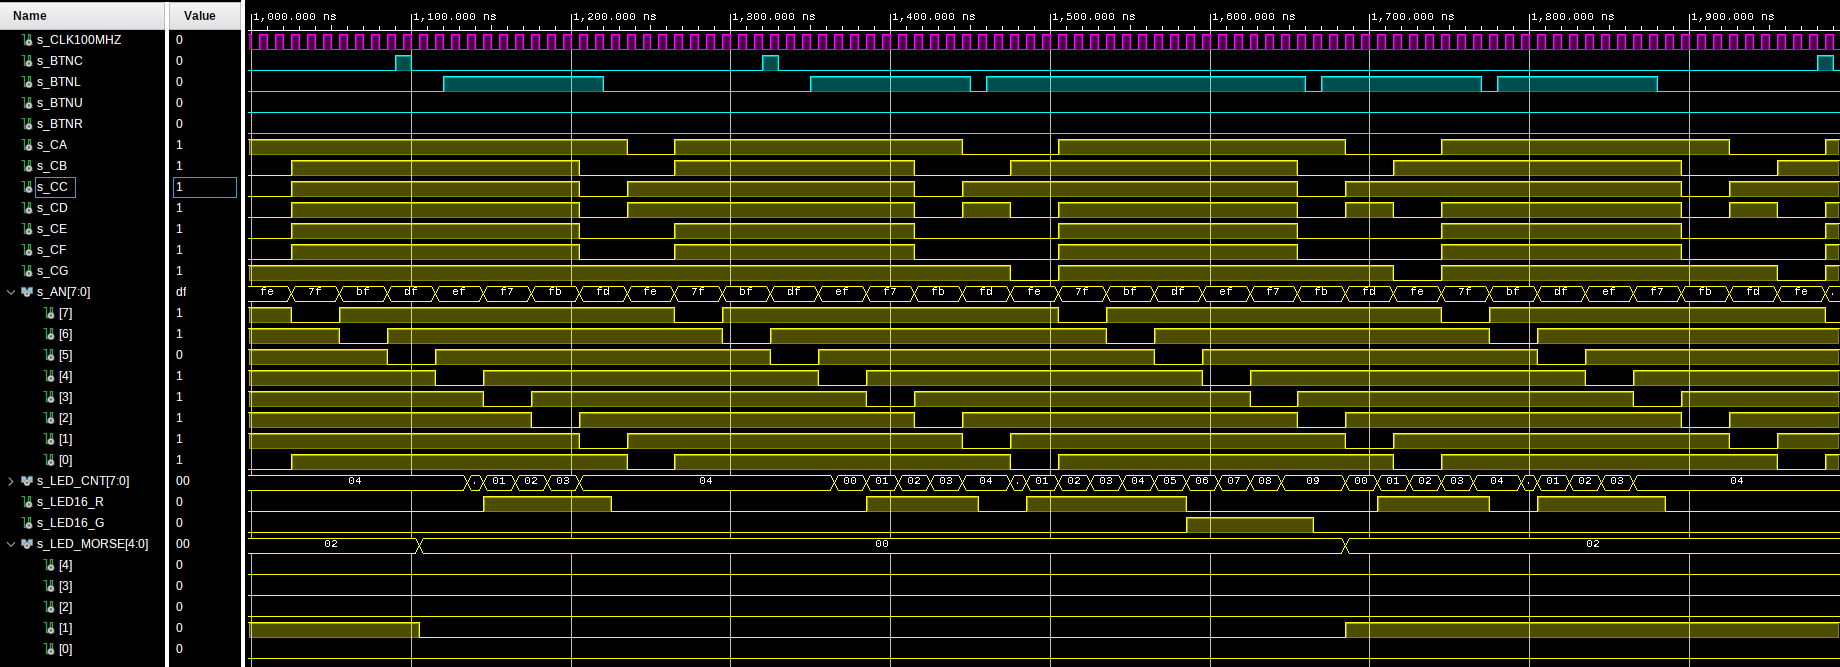 Name Value 1,000.000 ns 1,100.000 ns 1,200.000 ns 1,300.000 ns 1,400.000 ns 1,500.000 ns 1,600.000 ns 1,700.000 ns 1,800.000 ns 1,900.000 ns
s_CLK100MHZ 0
s_BTNC 0
s_BTNL 0
s_BTNU 0
s_BTNR 0
s_CA 1
s_CB 1
s_CC 1
s_CD 1
s_CE 1
s_CF 1
s_CG 1
s_AN[7:0] df fe 7f bf df ef f7 fb fd fe 7f bf df ef f7 fb fd fe 7f bf df ef f7 fb fd fe 7f bf df ef f7 fb fd fe .
[7] 1
[6] 1
[5] 0
[4] 1
[3] 1
[2] 1
[1] 1
[0] 1
s_LED_CNT[7:0] 00 04 . 01 02 03 04 00 01 02 03 04 . 01 02 03 04 05 06 07 08 09 00 01 02 03 04 . 01 02 03 04
s_LED16_R 0
s_LED16_G 0
s_LED_MORSE[4:0] 00 02 00 02
[4] 0
[3] 0
[2] 0
[1] 0
[0] 0